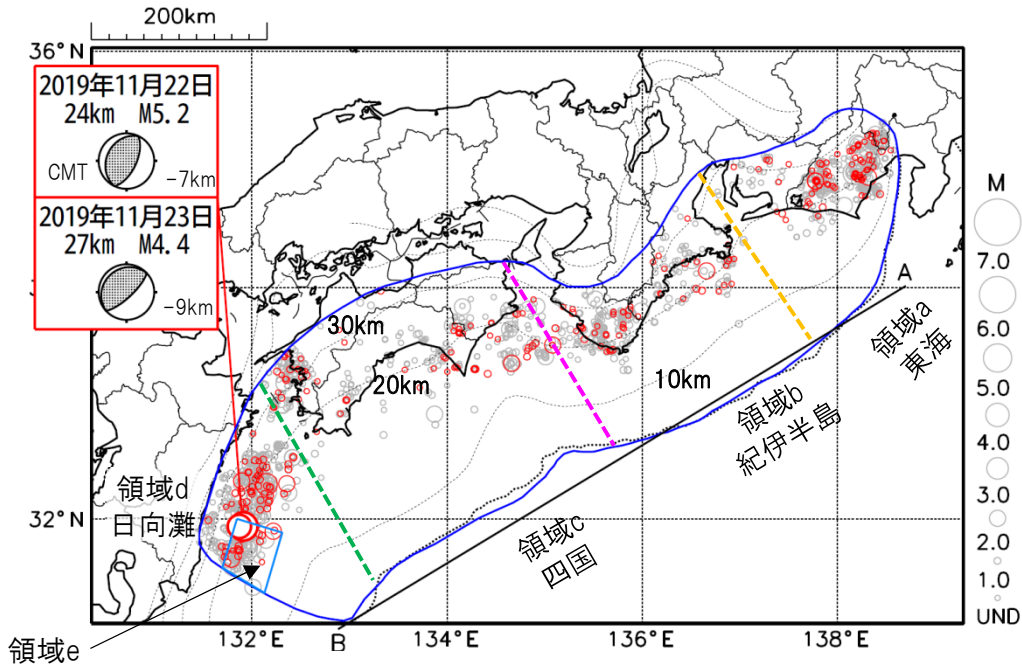 200km
36°N
2019年11月22日
24km M5.2
CMT
-7km
2019年11月23日
27km M4.4
-9km
M
7.0
6.0
5.0
4.0
3.0
2.0
1.0
UND
A
領域a
東海
30km
20km
10km
領域b
紀伊半島
領域c
四国
領域d
日向灘
32°N
領域e
132°E
B
134°E
136°E
138°E